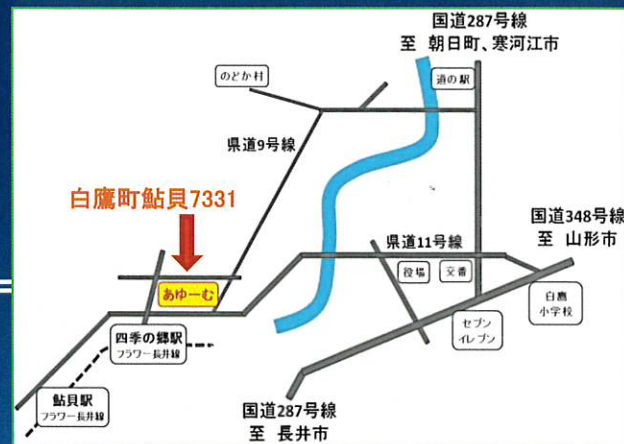 国道287号線
至 朝日町、寒河江市
のどか村
道の駅
県道9号線
白鷹町鮎貝7331
国道348号線
至 山形市
県道11号線
役場
交番
あゆーむ
白鷹
小学校
セブン
イレブン
四季の郷駅
フラワー長井線
鮎貝駅
フラワー長井線
国道287号線
至 長井市